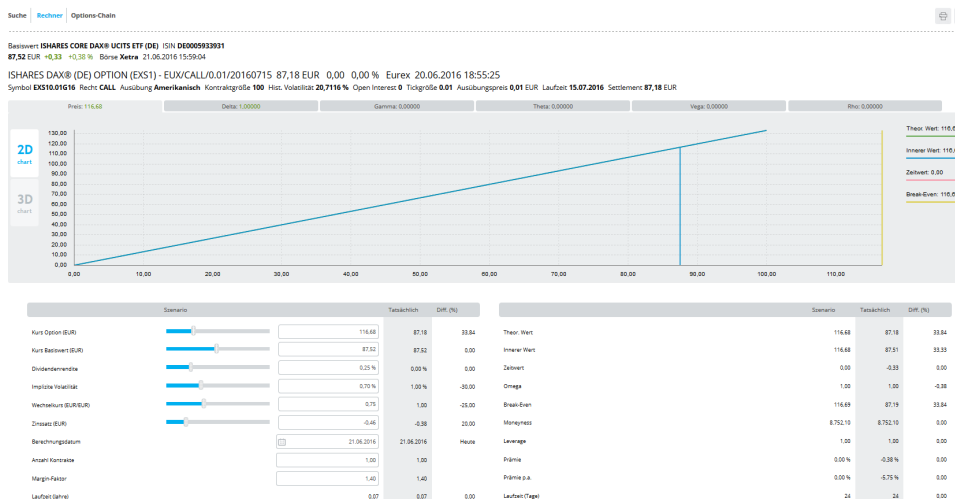 Suche Rechner Options-Chain
Basiswert ISHARES CORE DAX® UCITS ETF (DE) ISIN DE0005933931
87,52 EUR +0,33 +0,38 % Börse Xetra 21.06.2016 15:59:04
ISHARES DAX® (DE) OPTION (EXS1) - EUX/CALL/0.01/20160715 87,18 EUR 0,00 0,00 % Eurex 20.06.2016 18:55:25
Symbol EXS10.01G16 Recht CALL Ausübung Amerikanisch Kontraktgröße 100 Hist. Volatilität 20,7116 % Open Interest 0 Tickgröße 0.01 Ausübungspreis 0,01 EUR Laufzeit 15.07.2016 Settlement 87,18 EUR
Preis: 116,68 Delta: 1,00000 Gamma: 0,00000 Theta: 0,00000 Vega: 0,00000 Rho: 0,00000
2D
chart
3D
chart
130,00
120,00
110,00
100,00
90,00
80,00
70,00
60,00
50,00
40,00
30,00
20,00
10,00
0,00
0,00 10,00 20,00 30,00 40,00 50,00 60,00 70,00 80,00 90,00 100,00 110,00
Theor. Wert: 116,6
Innerer Wert: 116,
Zeitwert: 0,00
Break-Even: 116,6
Szenario Tatsächlich Diff. (%)
Kurs Option (EUR) 116,68 87,18 33,84
Kurs Basiswert (EUR) 87,52 87,52 0,00
Dividendenrendite 0,25 % 0,00 % 0,00
Implizite Volatilität 0,70 % 1,00 % -30,00
Wechselkurs (EUR/EUR) 0,75 1,00 -25,00
Zinssatz (EUR) -0,46 -0,38 20,00
Berechnungsdatum 21.06.2016 21.06.2016 Heute
Anzahl Kontrakte 1,00 1,00
Margin-Faktor 1,40 1,40
Laufzeit (Jahre) 0,07 0,07 0,00
Szenario Tatsächlich Diff. (%)
Theor. Wert 116,68 87,18 33,84
Innerer Wert 116,68 87,51 33,33
Zeitwert 0,00 -0,33 0,00
Omega 1,00 1,00 -0,38
Break-Even 116,69 87,19 33,84
Moneyness 8.752,10 8.752,10 0,00
Leverage 1,00 1,00 0,00
Prämie 0,00 % -0,38 % 0,00
Prämie p.a. 0,00 % -5,75 % 0,00
Laufzeit (Tage) 24 24 0,00